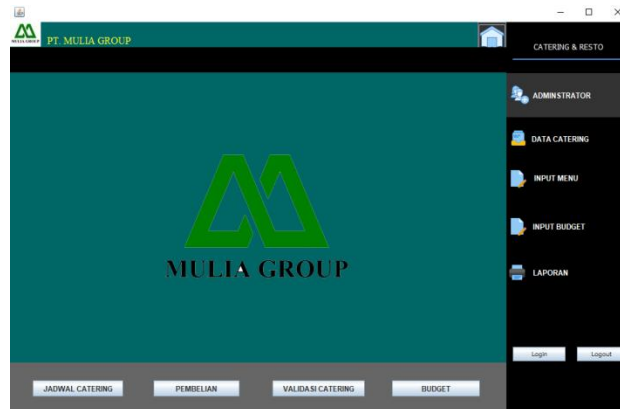 MULIA GROUP
PT. MULIA GROUP
CATERING & RESTO
ADMINSTRATOR
DATA CATERING
INPUT MENU
INPUT BUDGET
LAPORAN
MULIA GROUP
Login
Logout
JADWAL CATERING
PEMBELIAN
VALIDASI CATERING
BUDGET